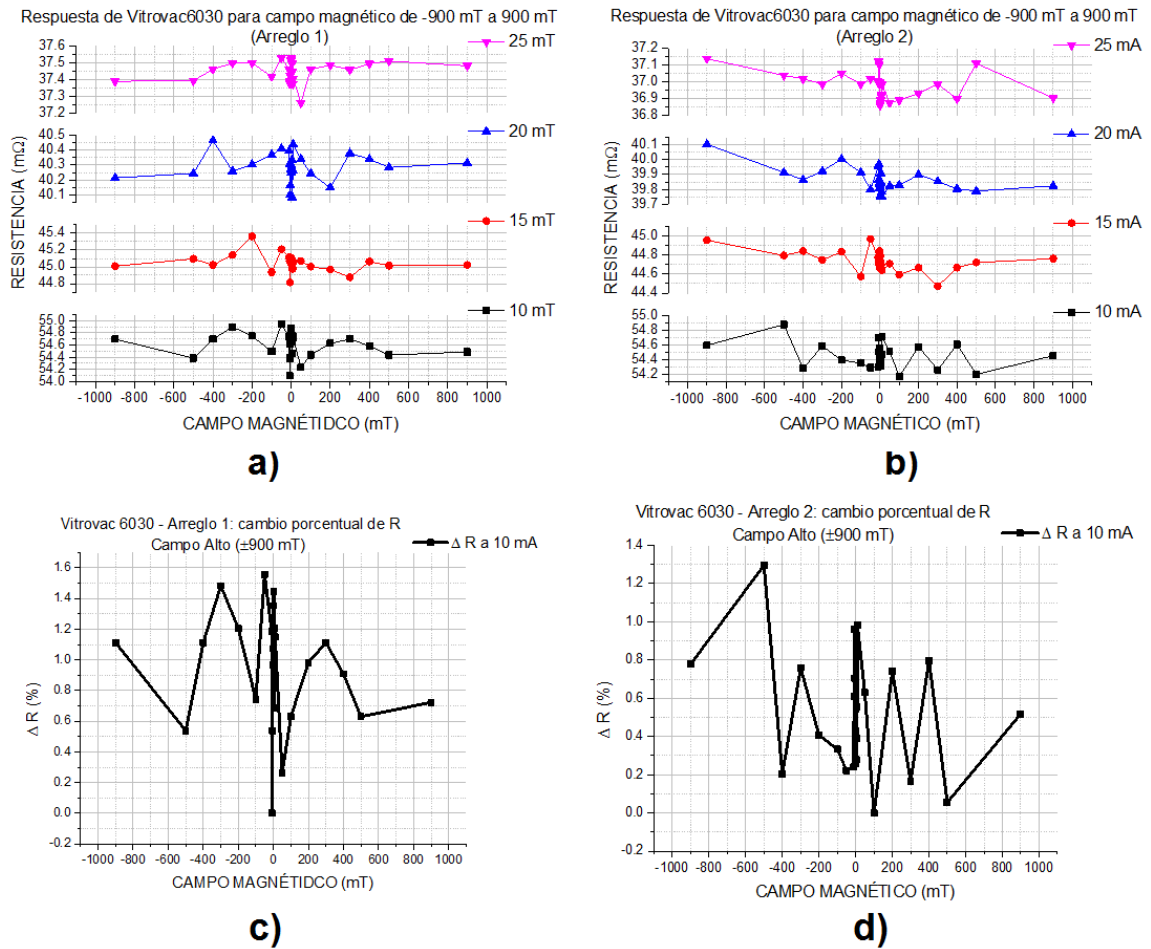 Respuesta de Vitrovac6030 para campo magnético de -900 mT a 900 mT
(Arreglo 1)
25 mT
37.6
37.5
37.4
37.3
37.2
20 mT
40.5
40.4
40.3
40.2
40.1
15 mT
45.4
45.2
45.0
44.8
10 mT
55.0
54.8
54.6
54.4
54.2
54.0
RESISTENCIA (mΩ)
-1000 -800 -600 -400 -200 0 200 400 600 800 1000
CAMPO MAGNÉTIDCO (mT)
a)
Respuesta de Vitrovac6030 para campo magnético de -900 mT a 900 mT
(Arreglo 2)
25 mA
37.2
37.1
37.0
36.9
36.8
20 mA
40.1
40.0
39.9
39.8
39.7
15 mA
45.0
44.8
44.6
44.4
10 mA
55.0
54.8
54.6
54.4
54.2
RESISTENCIA (mΩ)
-1000 -800 -600 -400 -200 0 200 400 600 800 1000
CAMPO MAGNÉTICO (mT)
b)
Vitrovac 6030 - Arreglo 1: cambio porcentual de R
Campo Alto (±900 mT)
Δ R a 10 mA
1.6
1.4
1.2
1.0
0.8
0.6
0.4
0.2
0.0
-0.2
Δ R (%)
-1000 -800 -600 -400 -200 0 200 400 600 800 1000
CAMPO MAGNÉTIDCO (mT)
c)
Vitrovac 6030 - Arreglo 2: cambio porcentual de R
Campo Alto (±900 mT)
Δ R a 10 mA
1.4
1.2
1.0
0.8
0.6
0.4
0.2
0.0
-0.2
Δ R (%)
-1000 -800 -600 -400 -200 0 200 400 600 800 1000
CAMPO MAGNÉTICO (mT)
d)